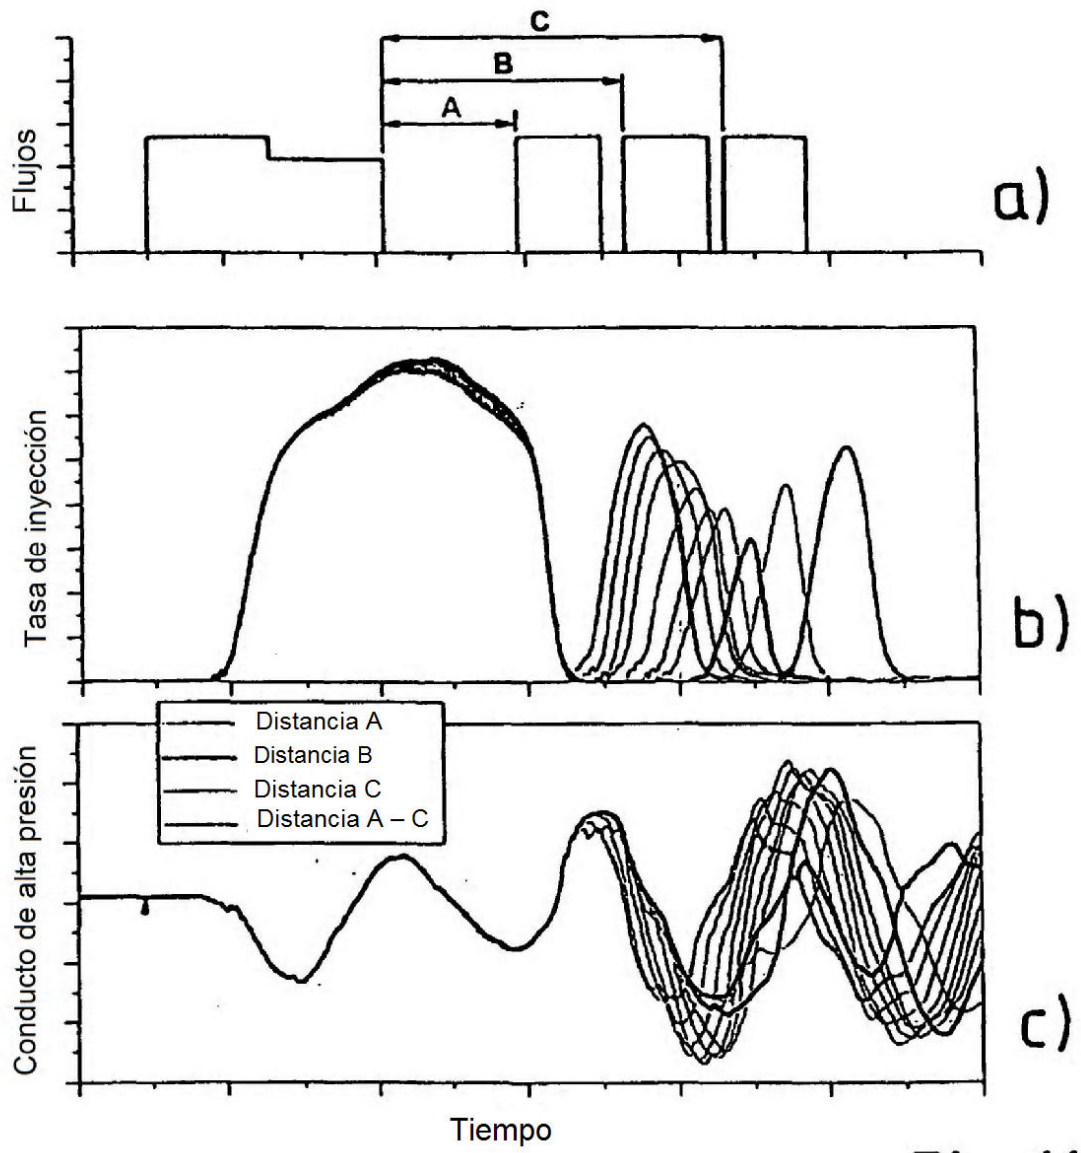 C
B
A
Flujos
a)
Tasa de inyección
b)
Distancia A
Distancia B
Distancia C
Distancia A – C
Conducto de alta presión
c)
Tiempo